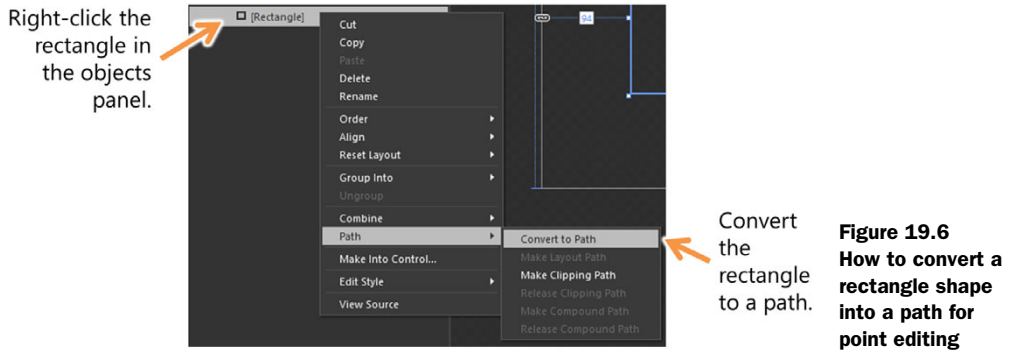 Right-click the
rectangle in
the objects
panel.
[Rectangle]
Cut
Copy
Paste
Delete
Rename
Order
Align
Reset Layout
Group Into
Ungroup
Combine
Path
Make Into Control...
Edit Style
View Source
94
Convert to Path
Make Layout Path
Make Clipping Path
Release Clipping Path
Make Compound Path
Release Compound Path
Convert
the
rectangle
to a path.
Figure 19.6
How to convert a
rectangle shape
into a path for
point editing